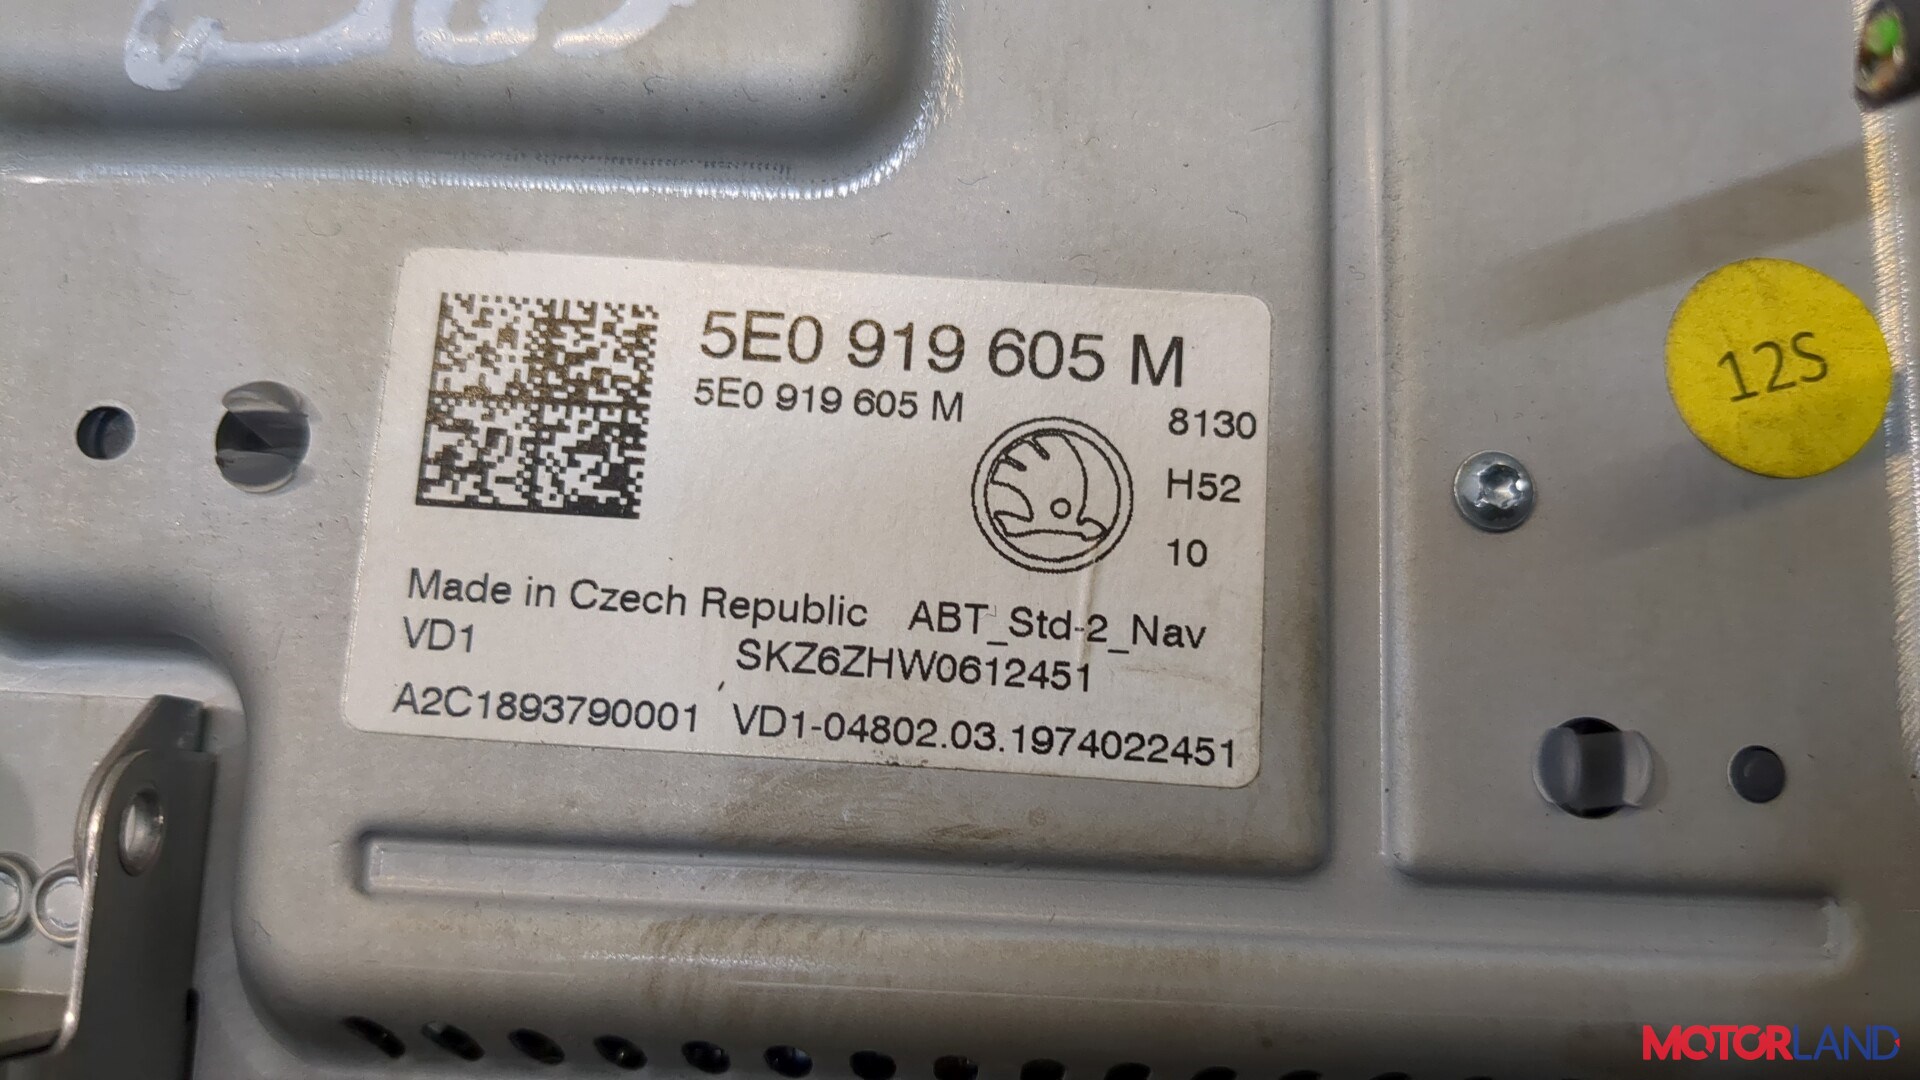 5E0 919 605 M
5E0 919 605 M
8130
H52
10
Made in Czech Republic ABT_Std-2_Nav
VD1 SKZ6ZHW0612451
A2C1893790001 VD1-04802.03.1974022451
12S
MOTORLAND